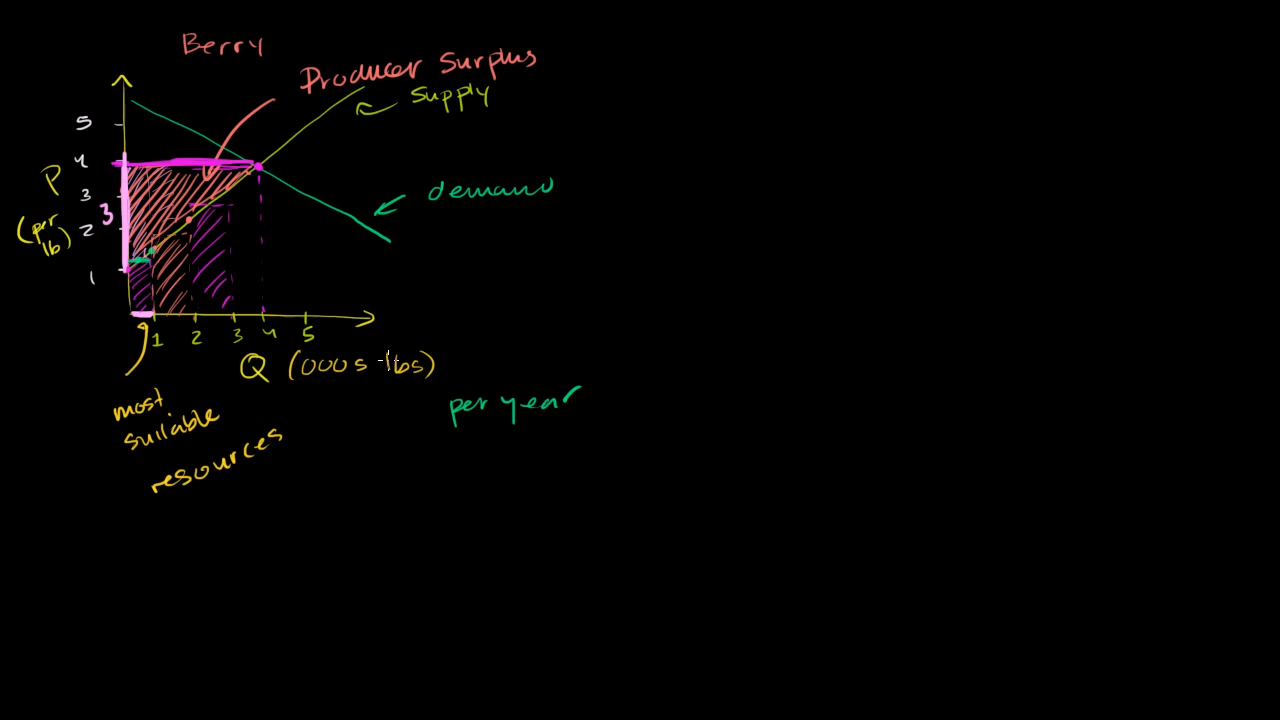 Berry
Producer Surplus
Supply
5
4
P
3
demand
3
(per
lb)
2
1
1 2 3 4 5
Q (000s lbs)
per year
most
suitable
resources